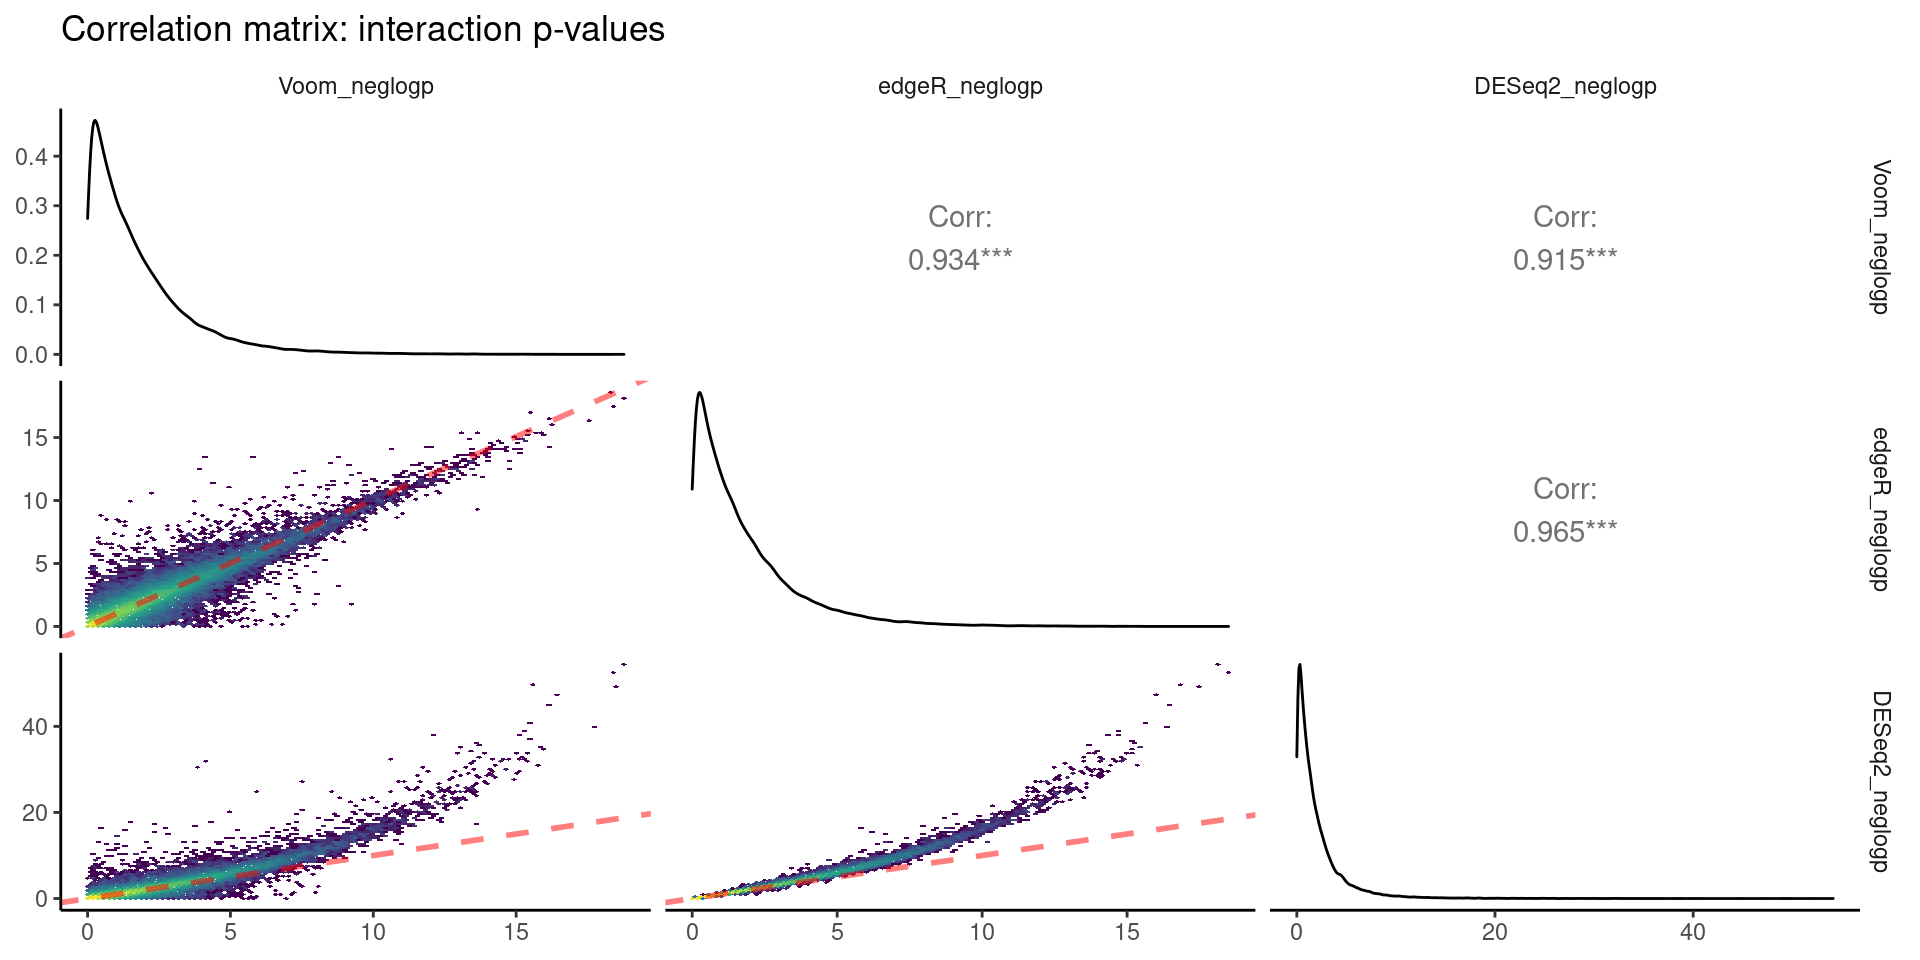 Correlation matrix: interaction p-values
Voom_neglogp
edgeR_neglogp
DESeq2_neglogp
0.4
0.3
0.2
0.1
0.0
Corr:
0.934***
Corr:
0.915***
Voom_neglogp
15
10
5
0
Corr:
0.965***
edgeR_neglogp
40
20
0
DESeq2_neglogp
0 5 10 15
0 5 10 15
0 20 40